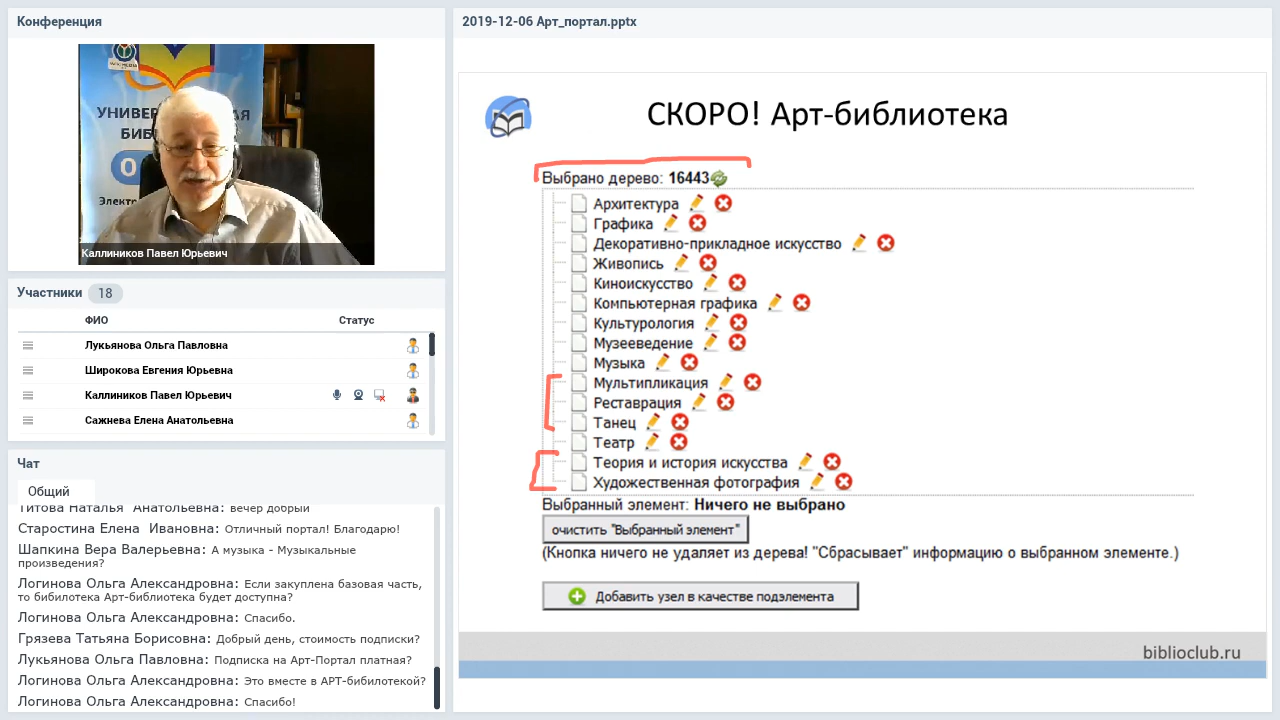 Конференция
УНИВЕР
АЯ
БИБ
О
Элект
Каллиников Павел Юрьевич
Участники 18
ФИО Статус
Лукьянова Ольга Павловна
Широкова Евгения Юрьевна
Каллиников Павел Юрьевич
Сажнева Елена Анатольевна
Чат
Общий
Титова Наталья Анатольевна: вечер добрый
Старостина Елена Ивановна: Отличный портал! Благодарю!
Шапкина Вера Валерьевна: А музыка - Музыкальные
произведения?
Логинова Ольга Александровна: Если закуплена базовая часть,
то бибилотека Арт-библиотека будет доступна?
Логинова Ольга Александровна: Спасибо.
Грязева Татьяна Борисовна: Добрый день, стоимость подписки?
Лукьянова Ольга Павловна: Подписка на Арт-Портал платная?
Логинова Ольга Александровна: Это вместе в АРТ-бибилотекой?
Логинова Ольга Александровна: Спасибо!
2019-12-06 Арт_портал.pptx
СКОРО! Арт-библиотека
Выбрано дерево: 16443
Архитектура
Графика
Декоративно-прикладное искусство
Живопись
Киноискусство
Компьютерная графика
Культурология
Музееведение
Музыка
Мультипликация
Реставрация
Танец
Театр
Теория и история искусства
Художественная фотография
Выбранный элемент: Ничего не выбрано
очистить "Выбранный элемент"
(Кнопка ничего не удаляет из дерева! "Сбрасывает" информацию о выбранном элементе.)
Добавить узел в качестве подэлемента
biblioclub.ru